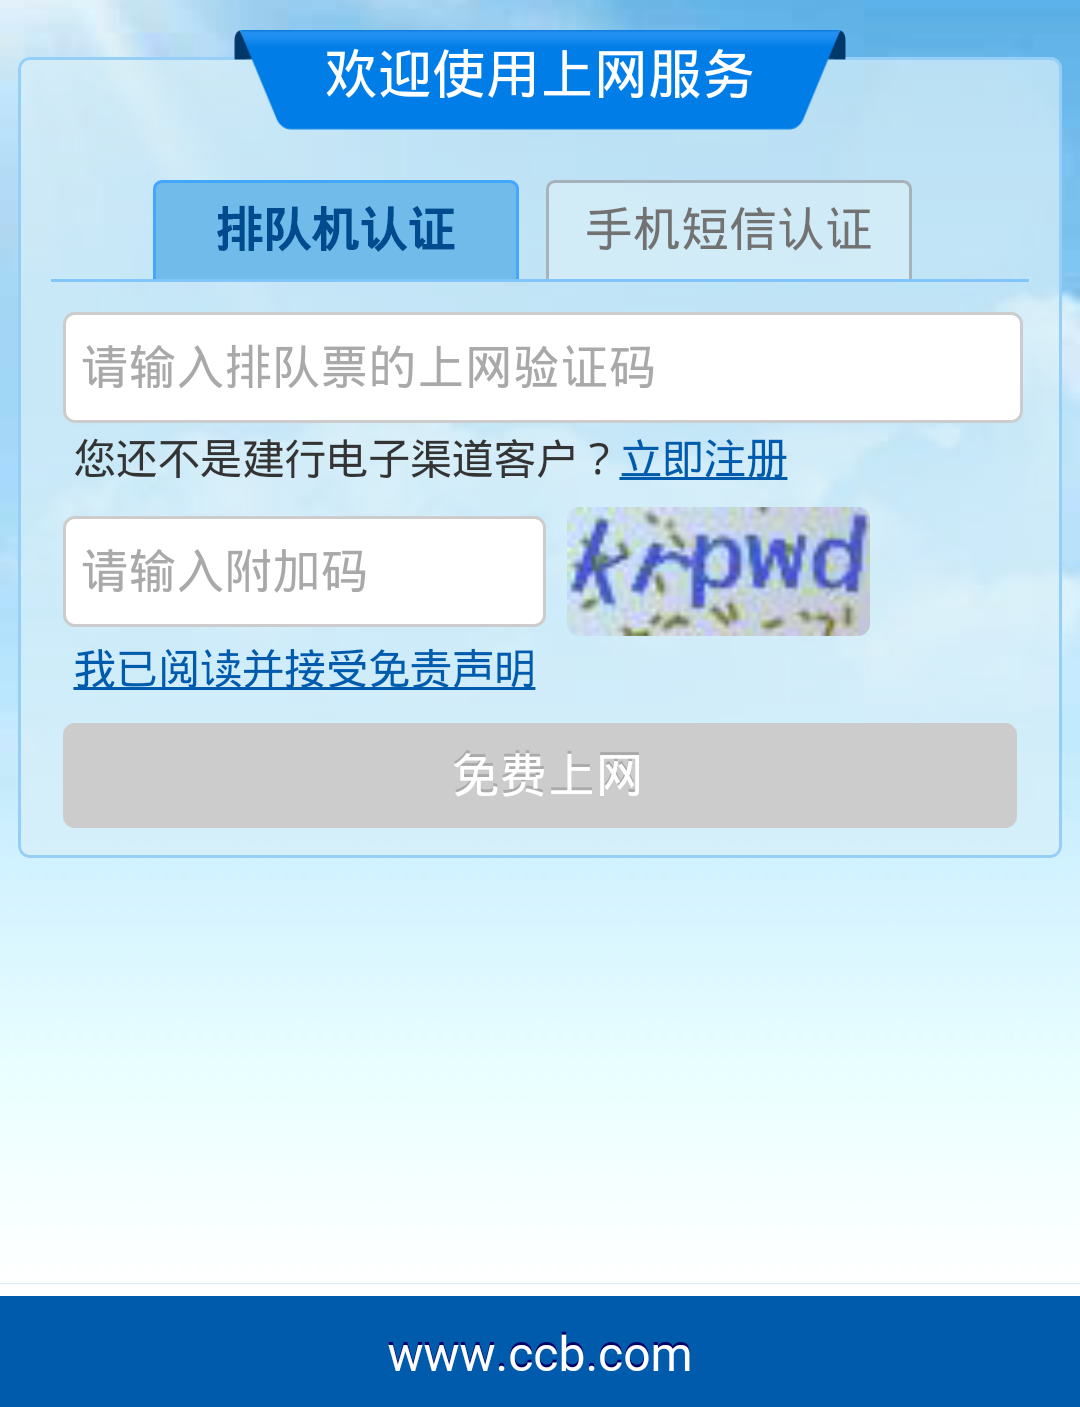 欢迎使用上网服务
排队机认证 手机短信认证
请输入排队票的上网验证码
您还不是建行电子渠道客户？立即注册
请输入附加码 krpwd
我已阅读并接受免责声明
免费上网
www.ccb.com